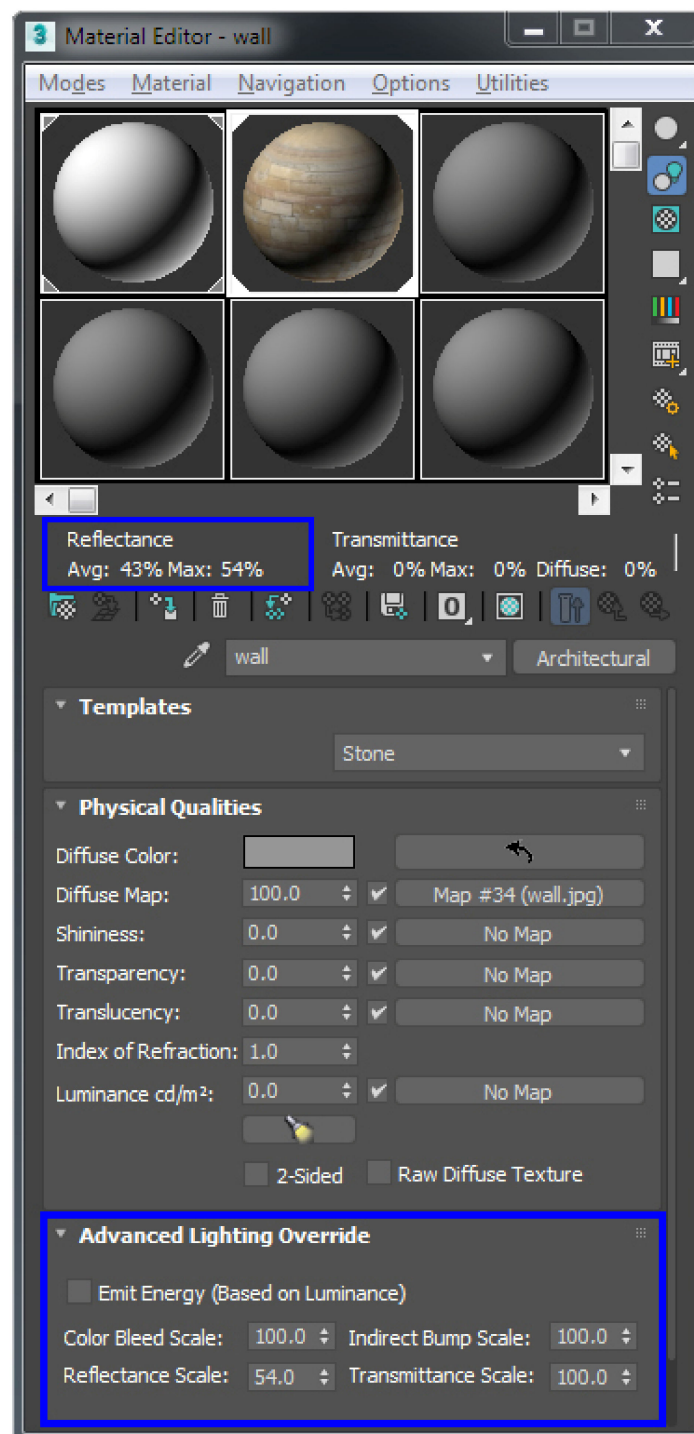 3 Material Editor - wall X
Modes Material Navigation Options Utilities
Reflectance Transmittance
Avg: 43% Max: 54% Avg: 0% Max: 0% Diffuse: 0%
0
wall Architectural
Templates
Stone
Physical Qualities
Diffuse Color:
Diffuse Map: 100.0 Map #34 (wall.jpg)
Shininess: 0.0 No Map
Transparency: 0.0 No Map
Translucency: 0.0 No Map
Index of Refraction: 1.0
Luminance cd/m²: 0.0 No Map
2-Sided Raw Diffuse Texture
Advanced Lighting Override
Emit Energy (Based on Luminance)
Color Bleed Scale: 100.0 Indirect Bump Scale: 100.0
Reflectance Scale: 54.0 Transmittance Scale: 100.0